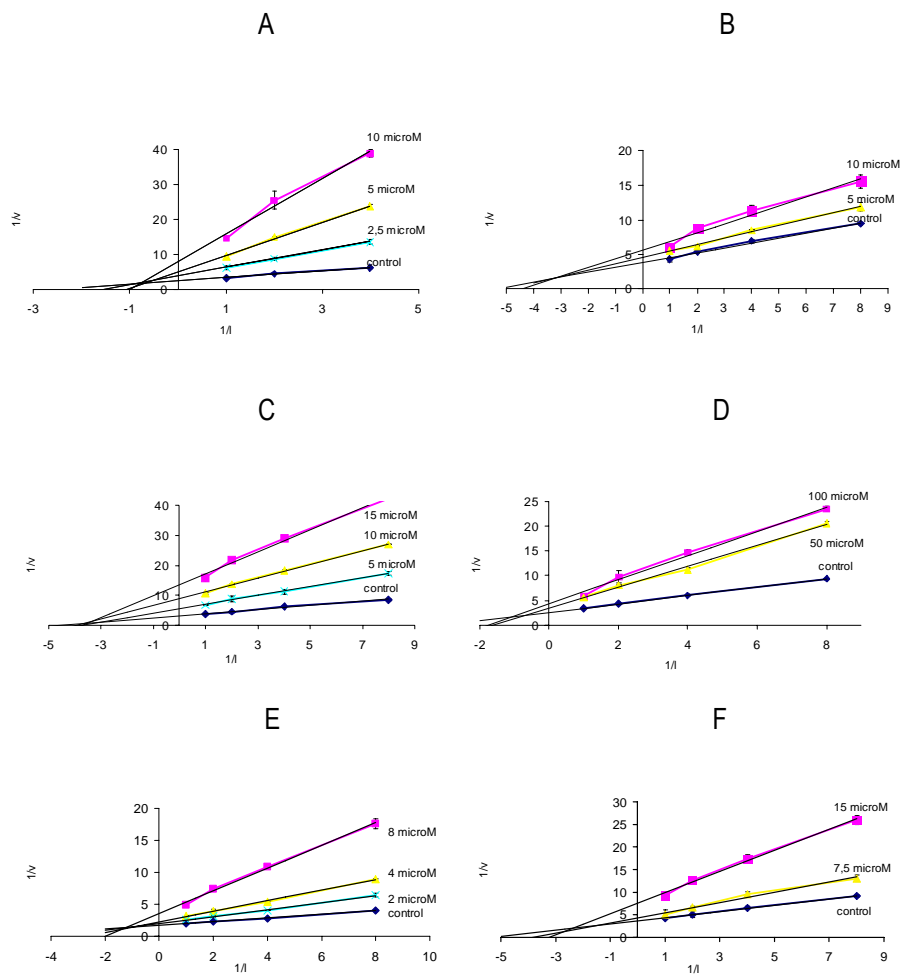 A
10 microM
40
5 microM
30
2,5 microM
1/v
20
10
control
0
-3 -1 1 3 5
1/l
B
20
10 microM
15
5 microM
1/v
10
control
5
0
-5 -4 -3 -2 -1 0 1 2 3 4 5 6 7 8 9
1/l
C
40
15 microM
30
10 microM
1/v
20
5 microM
10
control
0
-5 -3 -1 1 3 5 7 9
1/l
D
100 microM
25
20
50 microM
15
1/v
10
control
5
0
-2 0 2 4 6 8
1/l
E
20
8 microM
15
1/v
10
4 microM
5
2 microM
control
0
-4 -2 0 2 4 6 8 10
1/l
F
15 microM
30
25
20
7,5 microM
1/v
15
10
control
5
0
-5 -4 -3 -2 -1 0 1 2 3 4 5 6 7 8 9
1/l